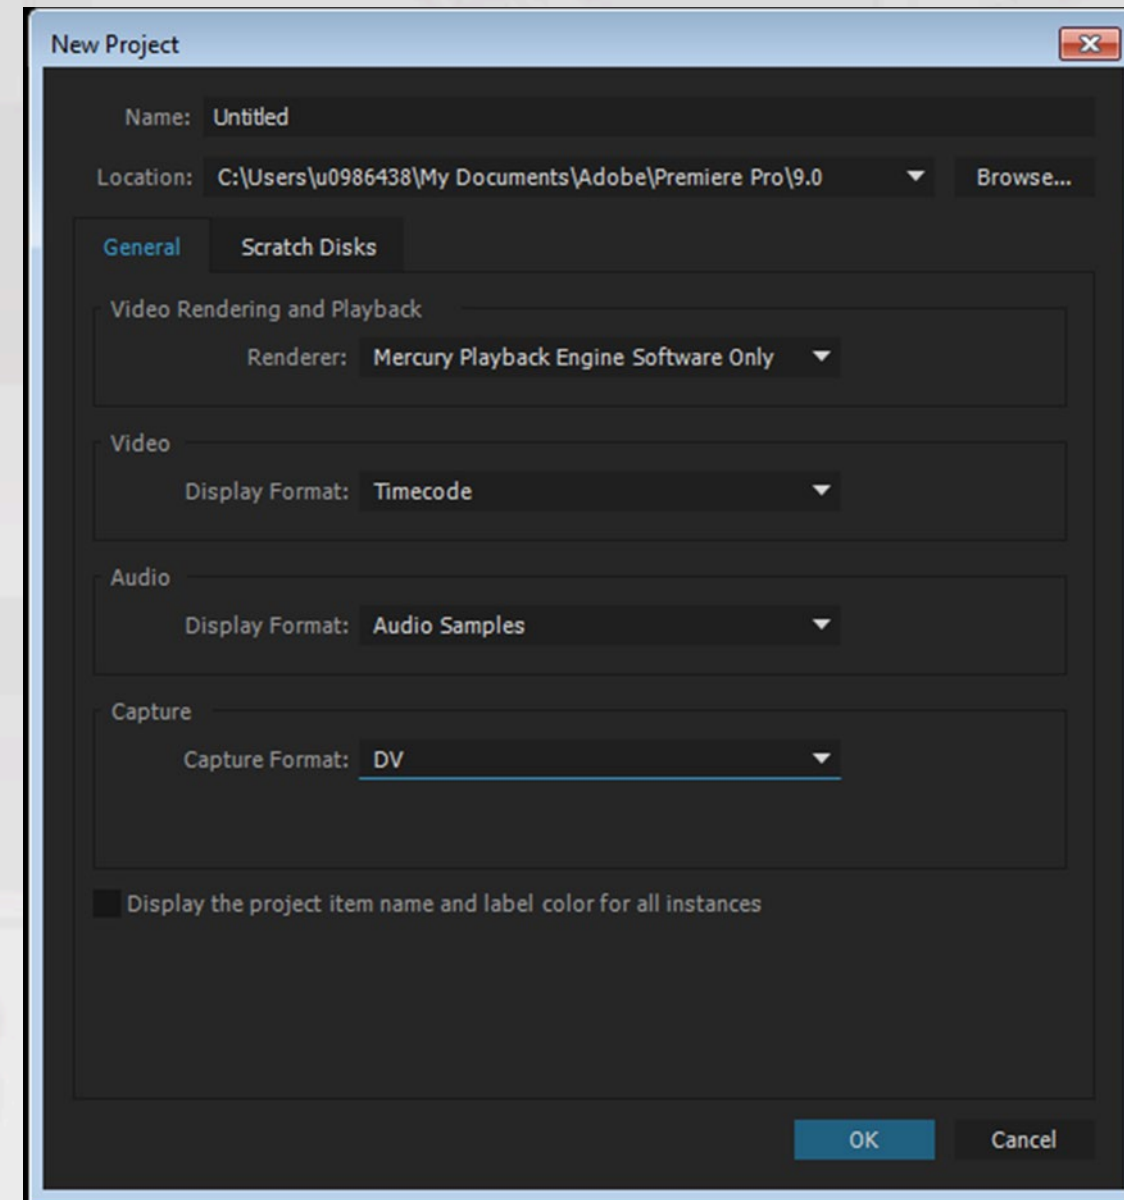 New Project
Name: Untitled
Location: C:\Users\u0986438\My Documents\Adobe\Premiere Pro\9.0 Browse...
General Scratch Disks
Video Rendering and Playback
Renderer: Mercury Playback Engine Software Only
Video
Display Format: Timecode
Audio
Display Format: Audio Samples
Capture
Capture Format: DV
Display the project item name and label color for all instances
OK Cancel